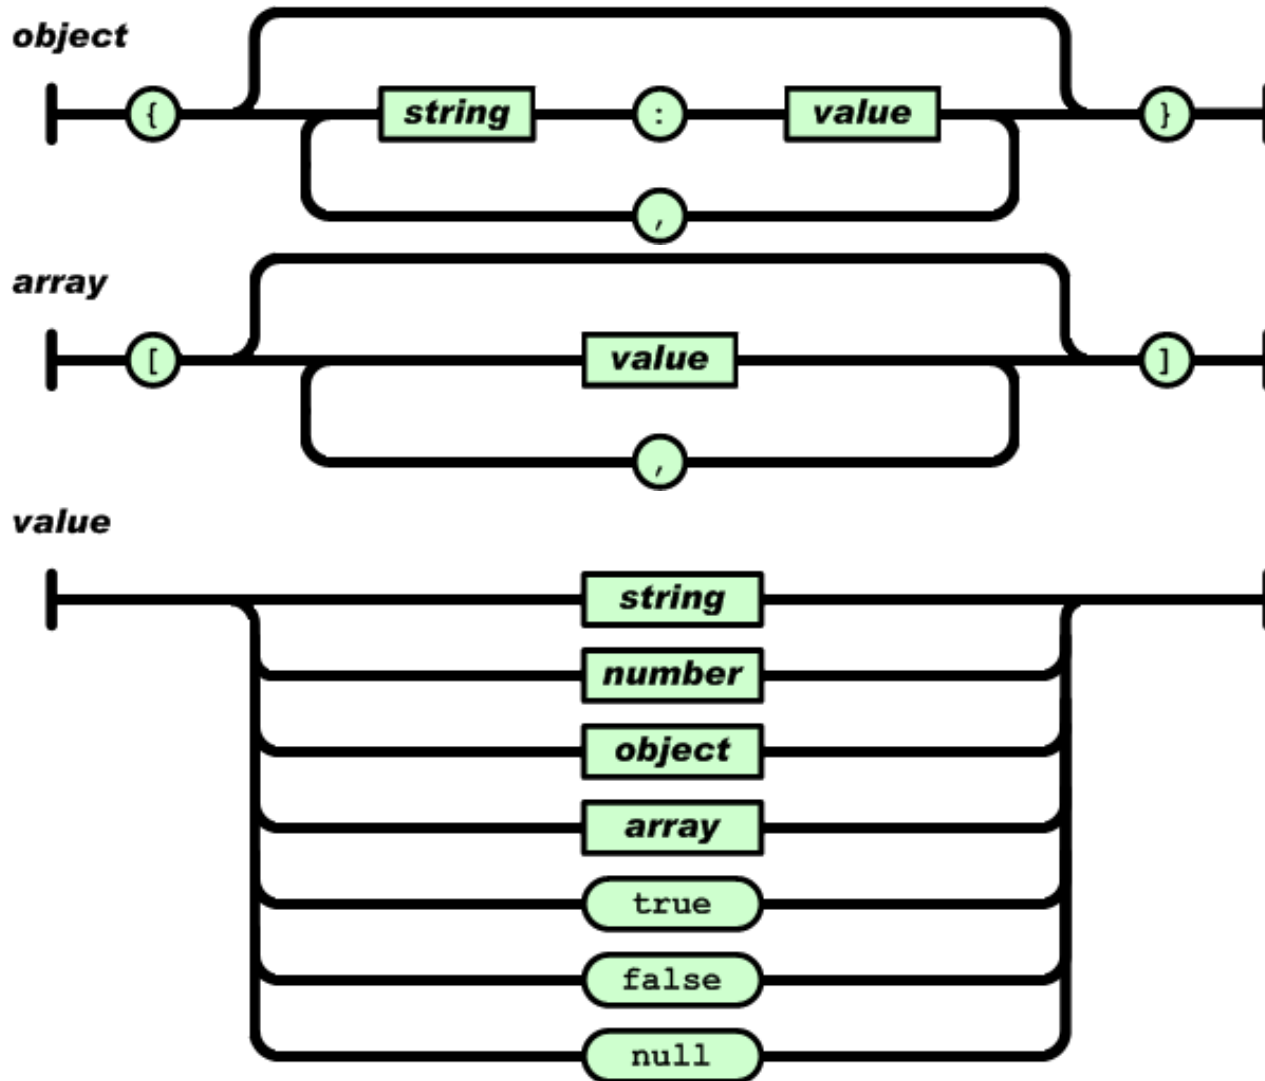 object
{ string : value }
,
array
[ value ]
,
value
string
number
object
array
true
false
null